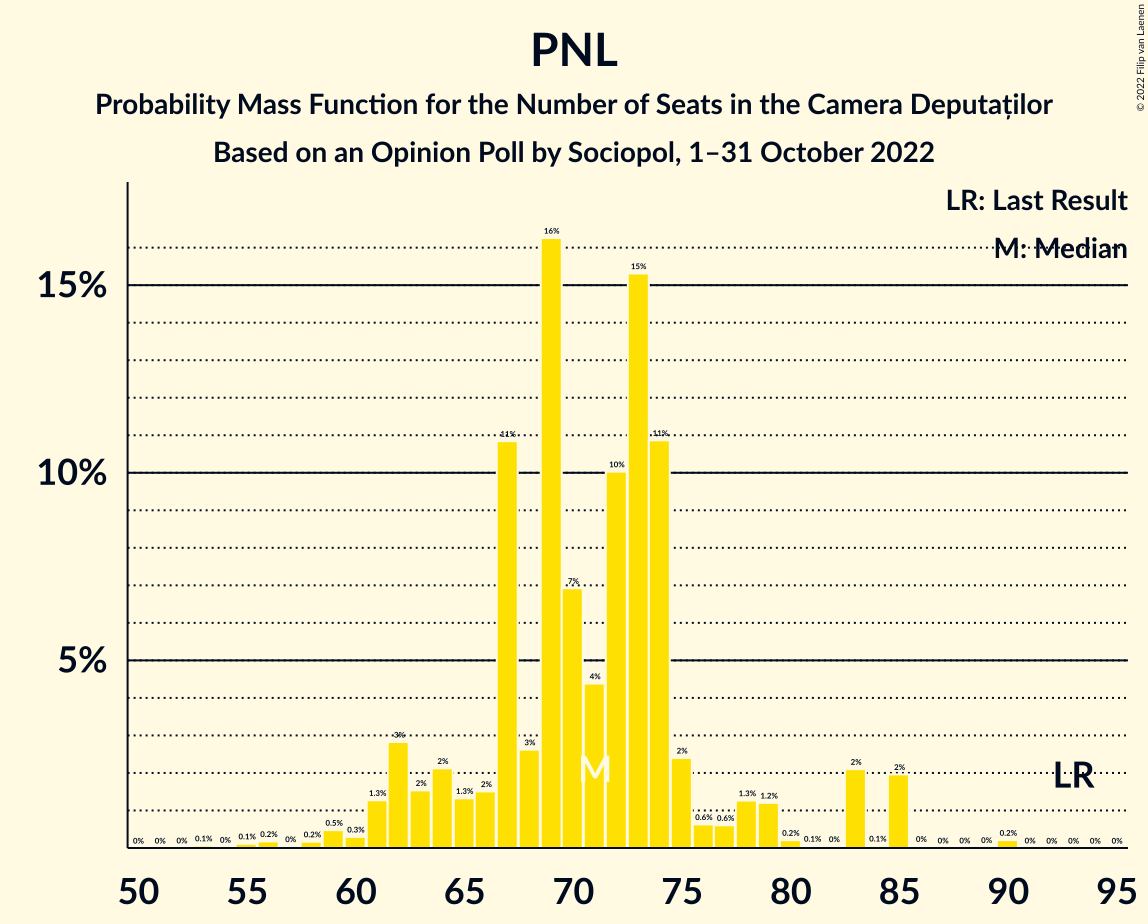 PNL
Probability Mass Function for the Number of Seats in the Camera Deputaților
Based on an Opinion Poll by Sociopol, 1–31 October 2022
© 2022 Filip van Laenen
LR: Last Result
M: Median
15%
10%
5%
0% 0% 0% 0.1% 0% 0.1% 0.2% 0% 0.2% 0.5% 0.3% 1.3% 3% 2% 2% 1.3% 2% 11% 3% 16% 7% 4% 10% 15% 11% 2% 0.6% 0.6% 1.3% 1.2% 0.2% 0.1% 0% 2% 0.1% 2% 0% 0% 0% 0% 0.2% 0% 0% 0% 0% 0%
M
LR
50 55 60 65 70 75 80 85 90 95